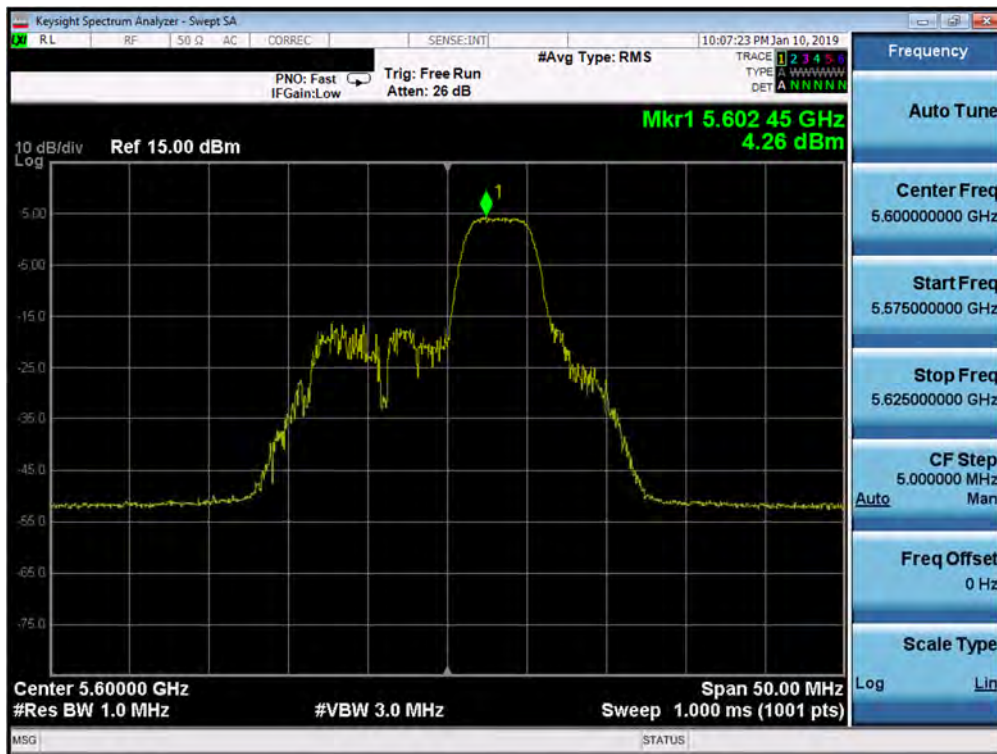 Keysight Spectrum Analyzer - Swept SA
LXI RL RF 50 Ω AC CORREC SENSE:INT 10:07:23 PM Jan 10, 2019
#Avg Type: RMS TRACE 1 2 3 4 5 6
PNO: Fast Trig: Free Run TYPE A WWWWW
IFGain:Low Atten: 26 dB DET A N N N N N
Mkr1 5.602 45 GHz
4.26 dBm
10 dB/div Ref 15.00 dBm
Log
1
-5.00
-5.00
-15.0
-25.0
-35.0
-45.0
-55.0
-65.0
-75.0
Center 5.60000 GHz Span 50.00 MHz
#Res BW 1.0 MHz #VBW 3.0 MHz Sweep 1.000 ms (1001 pts)
MSG STATUS
Frequency
Auto Tune
Center Freq
5.600000000 GHz
Start Freq
5.575000000 GHz
Stop Freq
5.625000000 GHz
CF Step
5.000000 MHz
Auto Man
Freq Offset
0 Hz
Scale Type
Log Lin